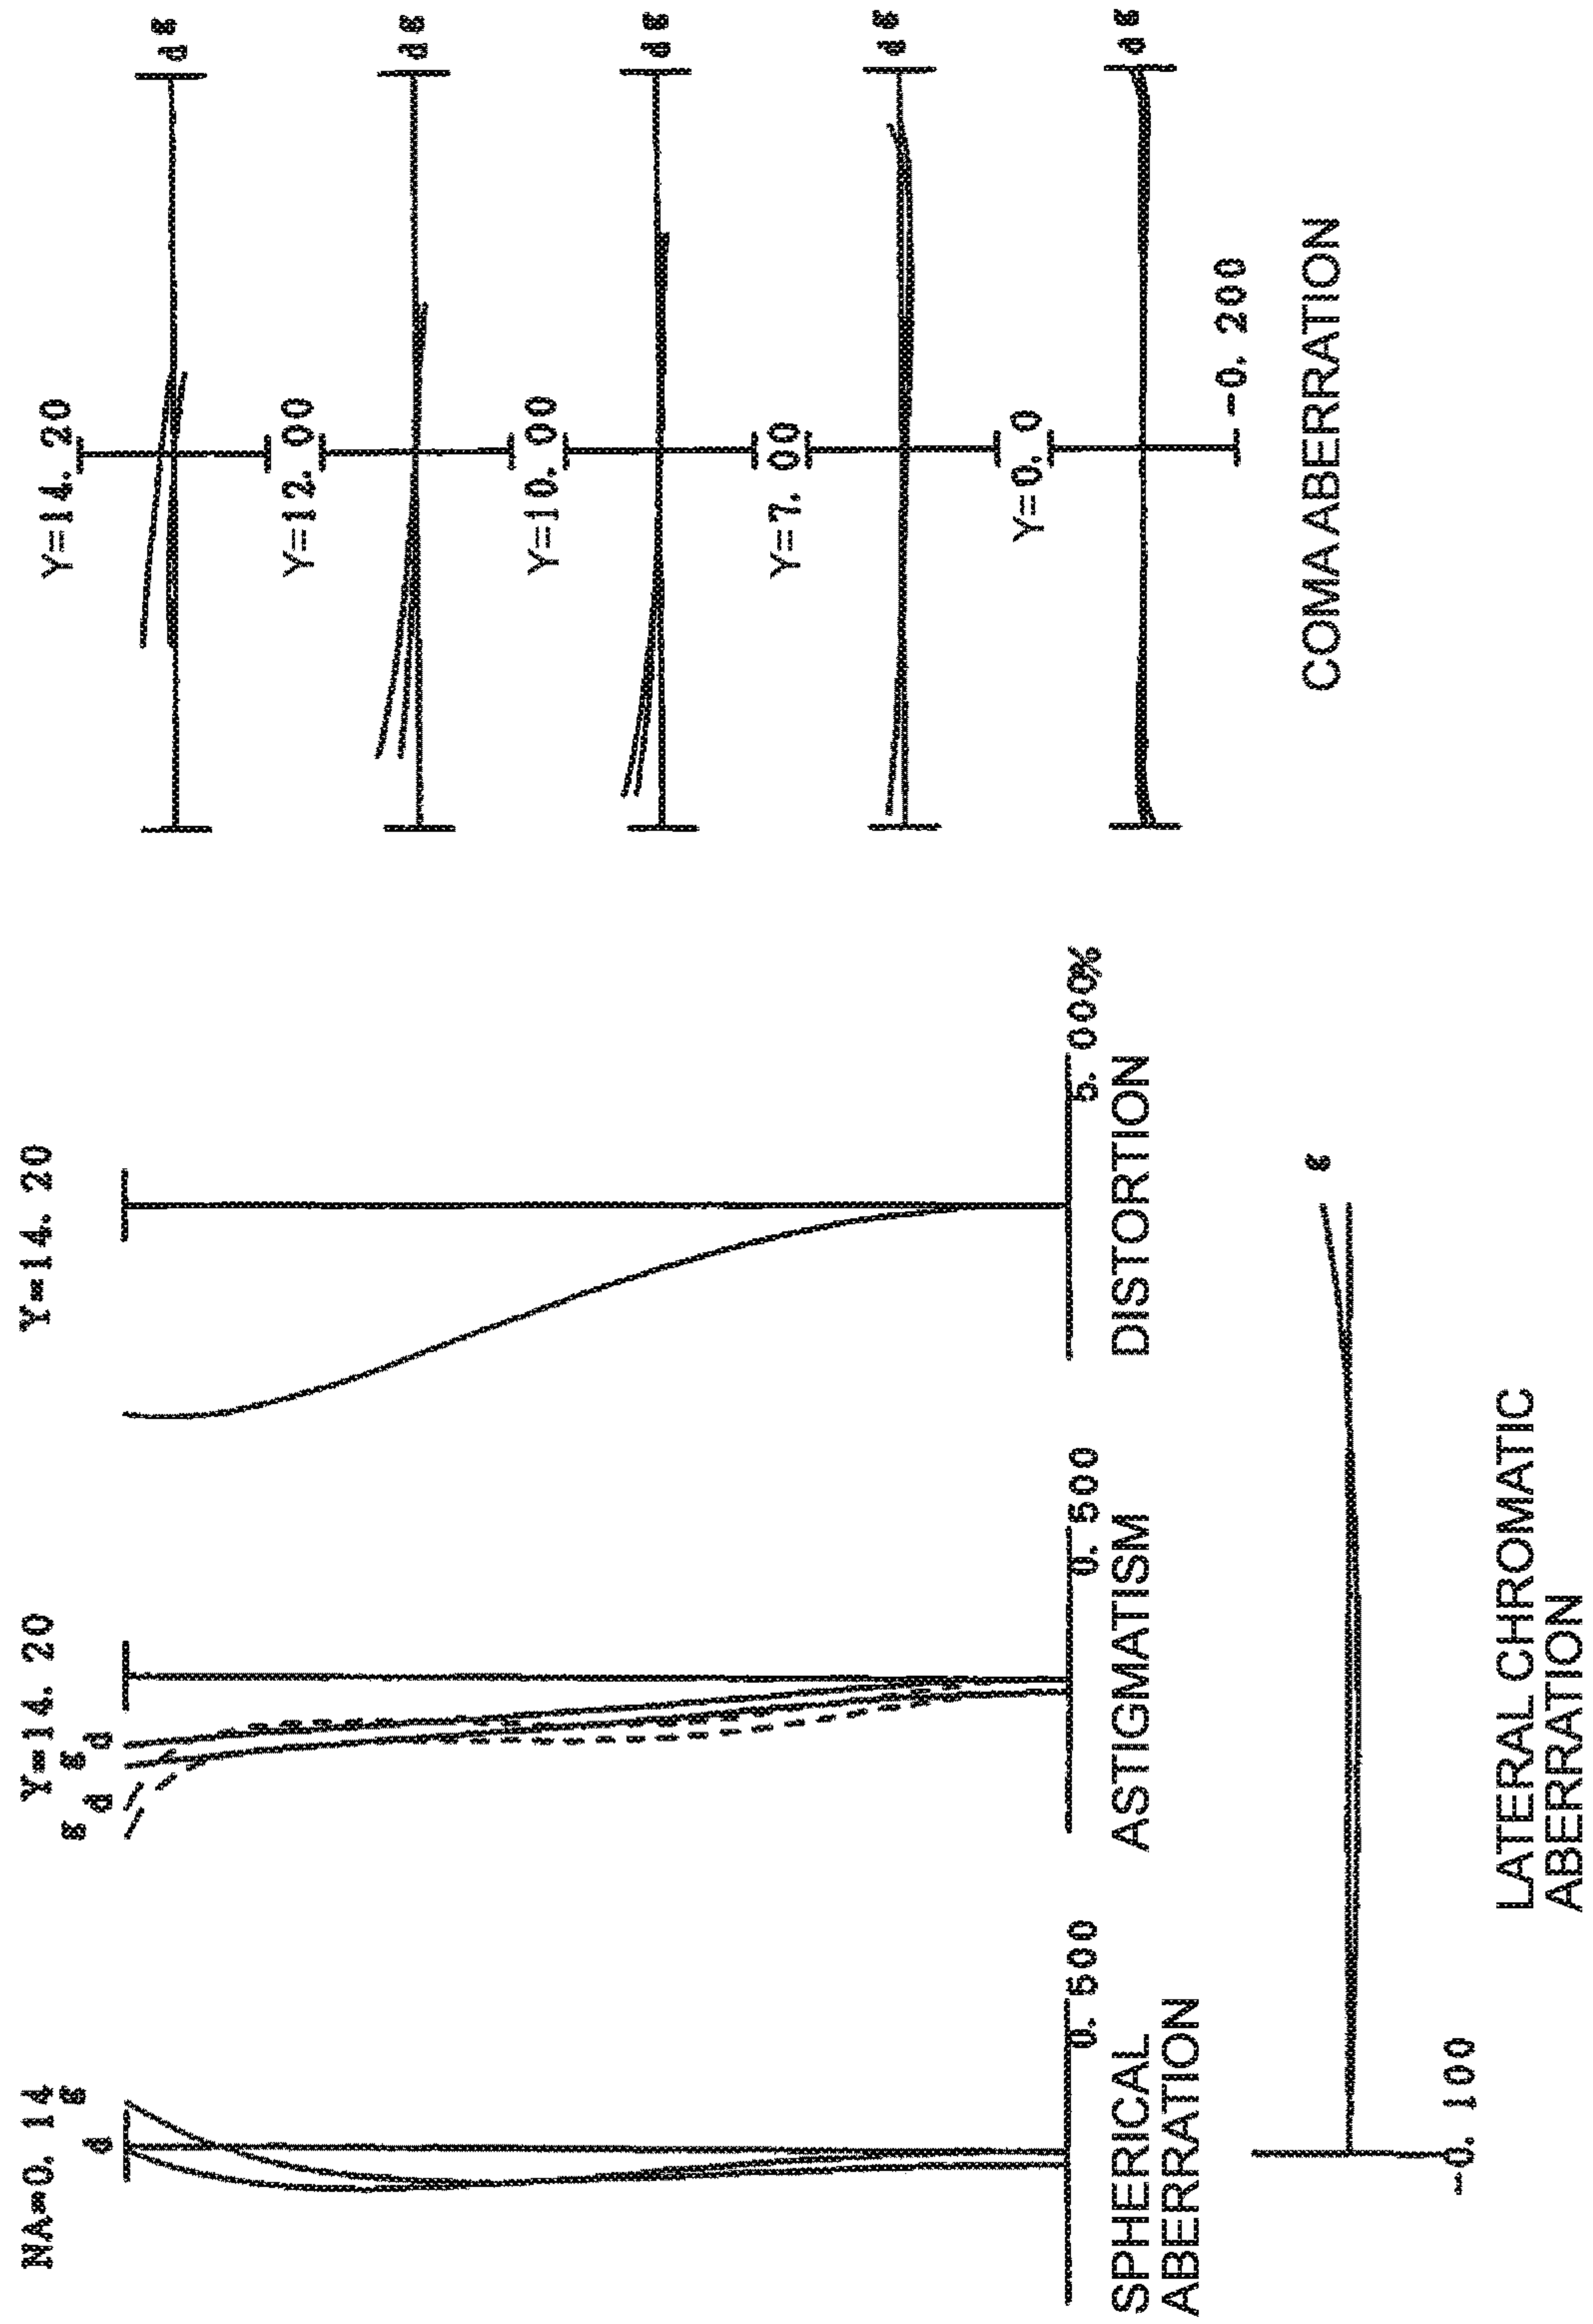 NA=0. 14
g
d
0. 500
SPHERICAL
ABERRATION
Y=14. 20
g
d
g
d
0. 500
ASTIGMATISM
Y=14. 20
5. 000%
DISTORTION
g
-0. 100
LATERAL CHROMATIC
ABERRATION
Y=14. 20
g
d
Y=12. 00
g
d
Y=10. 00
g
d
Y=7. 00
g
d
Y=0. 0
g
d
-0. 200
COMA ABERRATION